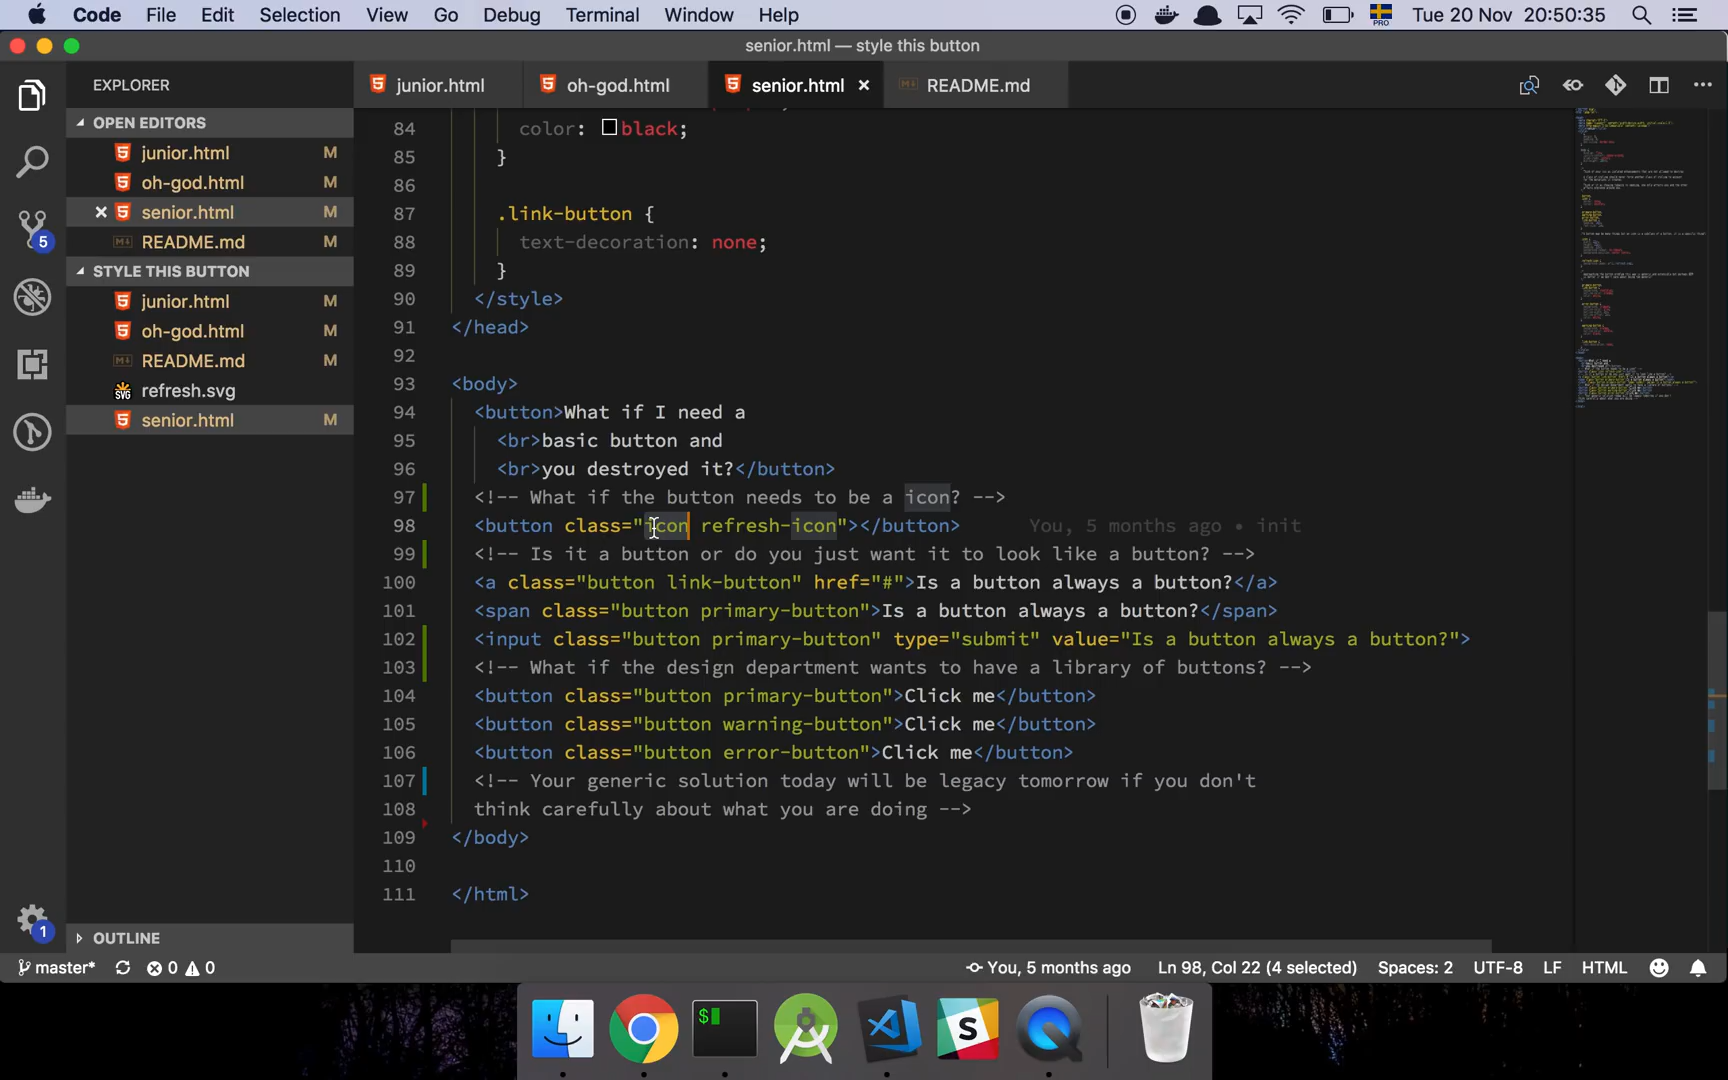 Code File Edit Selection View Go Debug Terminal Window Help PRO Tue 20 Nov 20:50:35
senior.html — style this button
EXPLORER
OPEN EDITORS
junior.html M
oh-god.html M
senior.html M
README.md M
STYLE THIS BUTTON
junior.html M
oh-god.html M
README.md M
refresh.svg
senior.html M
OUTLINE
5
1
junior.html oh-god.html senior.html README.md
84 color: black;
85 }
86
87 .link-button {
88 text-decoration: none;
89 }
90 </style>
91 </head>
92
93 <body>
94 <button>What if I need a
95 <br>basic button and
96 <br>you destroyed it?</button>
97 <!-- What if the button needs to be a icon? -->
98 <button class="icon refresh-icon"></button> You, 5 months ago • init
99 <!-- Is it a button or do you just want it to look like a button? -->
100 <a class="button link-button" href="#">Is a button always a button?</a>
101 <span class="button primary-button">Is a button always a button?</span>
102 <input class="button primary-button" type="submit" value="Is a button always a button?">
103 <!-- What if the design department wants to have a library of buttons? -->
104 <button class="button primary-button">Click me</button>
105 <button class="button warning-button">Click me</button>
106 <button class="button error-button">Click me</button>
107 <!-- Your generic solution today will be legacy tomorrow if you don't
108 think carefully about what you are doing -->
109 </body>
110
111 </html>
master* 0 0 You, 5 months ago Ln 98, Col 22 (4 selected) Spaces: 2 UTF-8 LF HTML
$
S